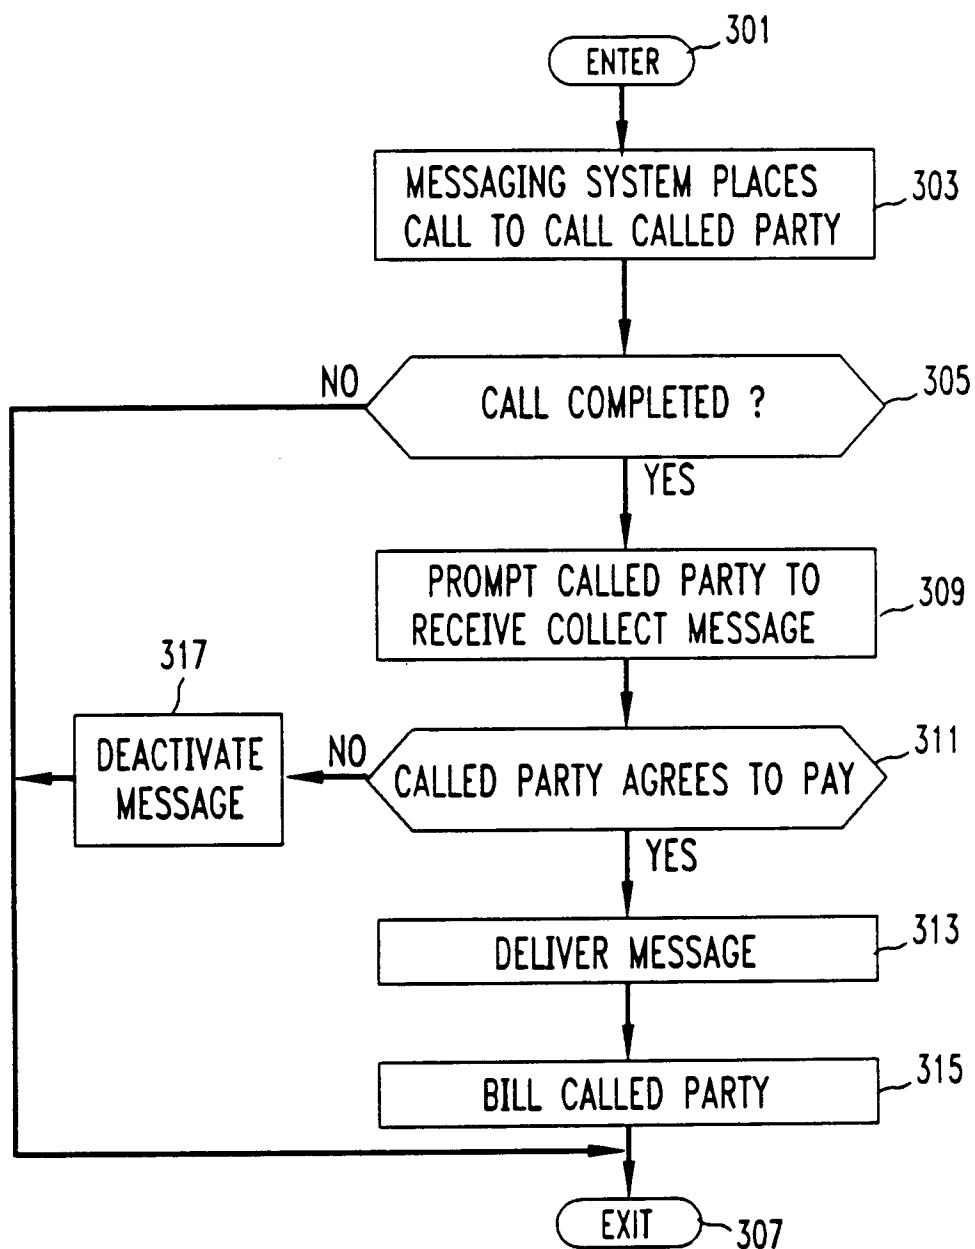 301
ENTER
MESSAGING SYSTEM PLACES
CALL TO CALL CALLED PARTY
303
NO
CALL COMPLETED ?
305
YES
PROMPT CALLED PARTY TO
RECEIVE COLLECT MESSAGE
309
317
DEACTIVATE
MESSAGE
NO
CALLED PARTY AGREES TO PAY
311
YES
DELIVER MESSAGE
313
BILL CALLED PARTY
315
EXIT
307